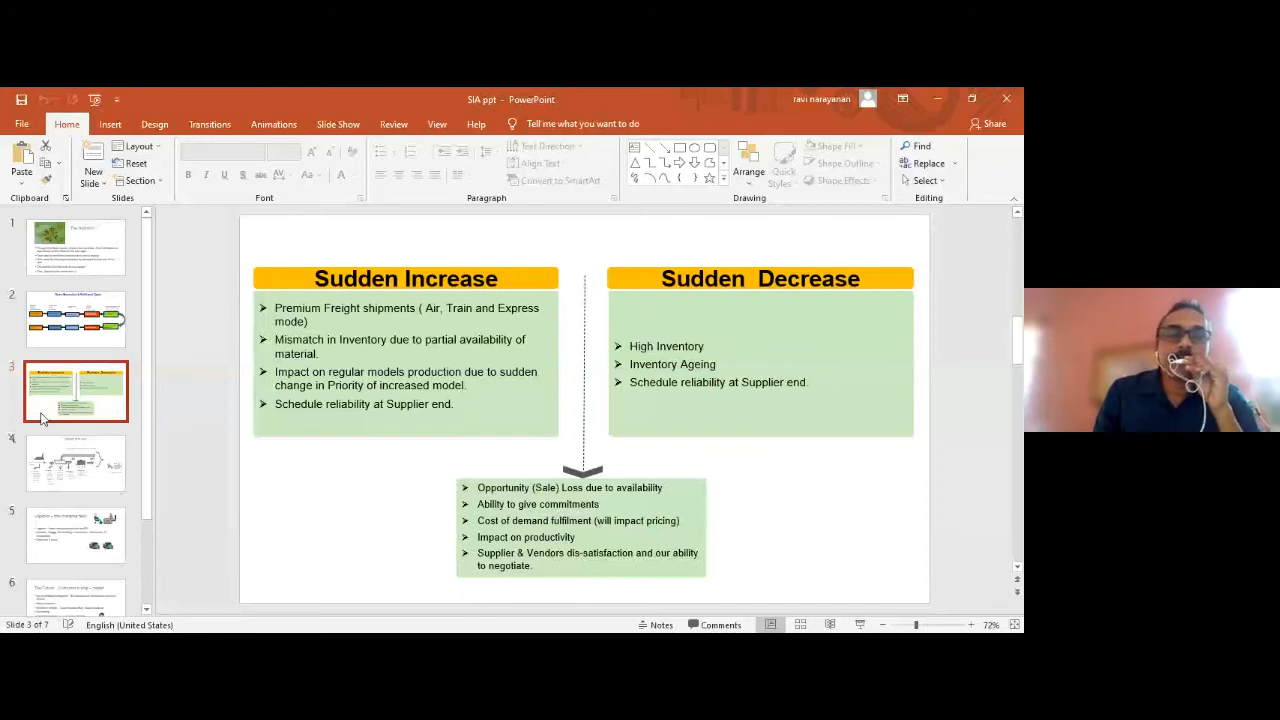 SIA ppt - PowerPoint
ravi narayanan
File Home Insert Design Transitions Animations Slide Show Review View Help Tell me what you want to do Share
Paste
New Slide
Layout
Reset
Section
Text Direction
Align Text
Convert to SmartArt
Arrange
Quick Styles
Shape Fill
Shape Outline
Shape Effects
Find
Replace
Select
Clipboard Slides Font Paragraph Drawing Editing
1
2
3
4
5
6
Sudden Increase
Premium Freight shipments ( Air, Train and Express
mode)
Mismatch in Inventory due to partial availability of
material.
Impact on regular models production due to sudden
change in Priority of increased model.
Schedule reliability at Supplier end.
Sudden Decrease
High Inventory
Inventory Ageing
Schedule reliability at Supplier end.
Opportunity (Sale) Loss due to availability
Ability to give commitments
Cost of demand fulfilment (will impact pricing)
Impact on productivity
Supplier & Vendors dis-satisfaction and our ability
to negotiate.
Slide 3 of 7 English (United States) Notes Comments 72%